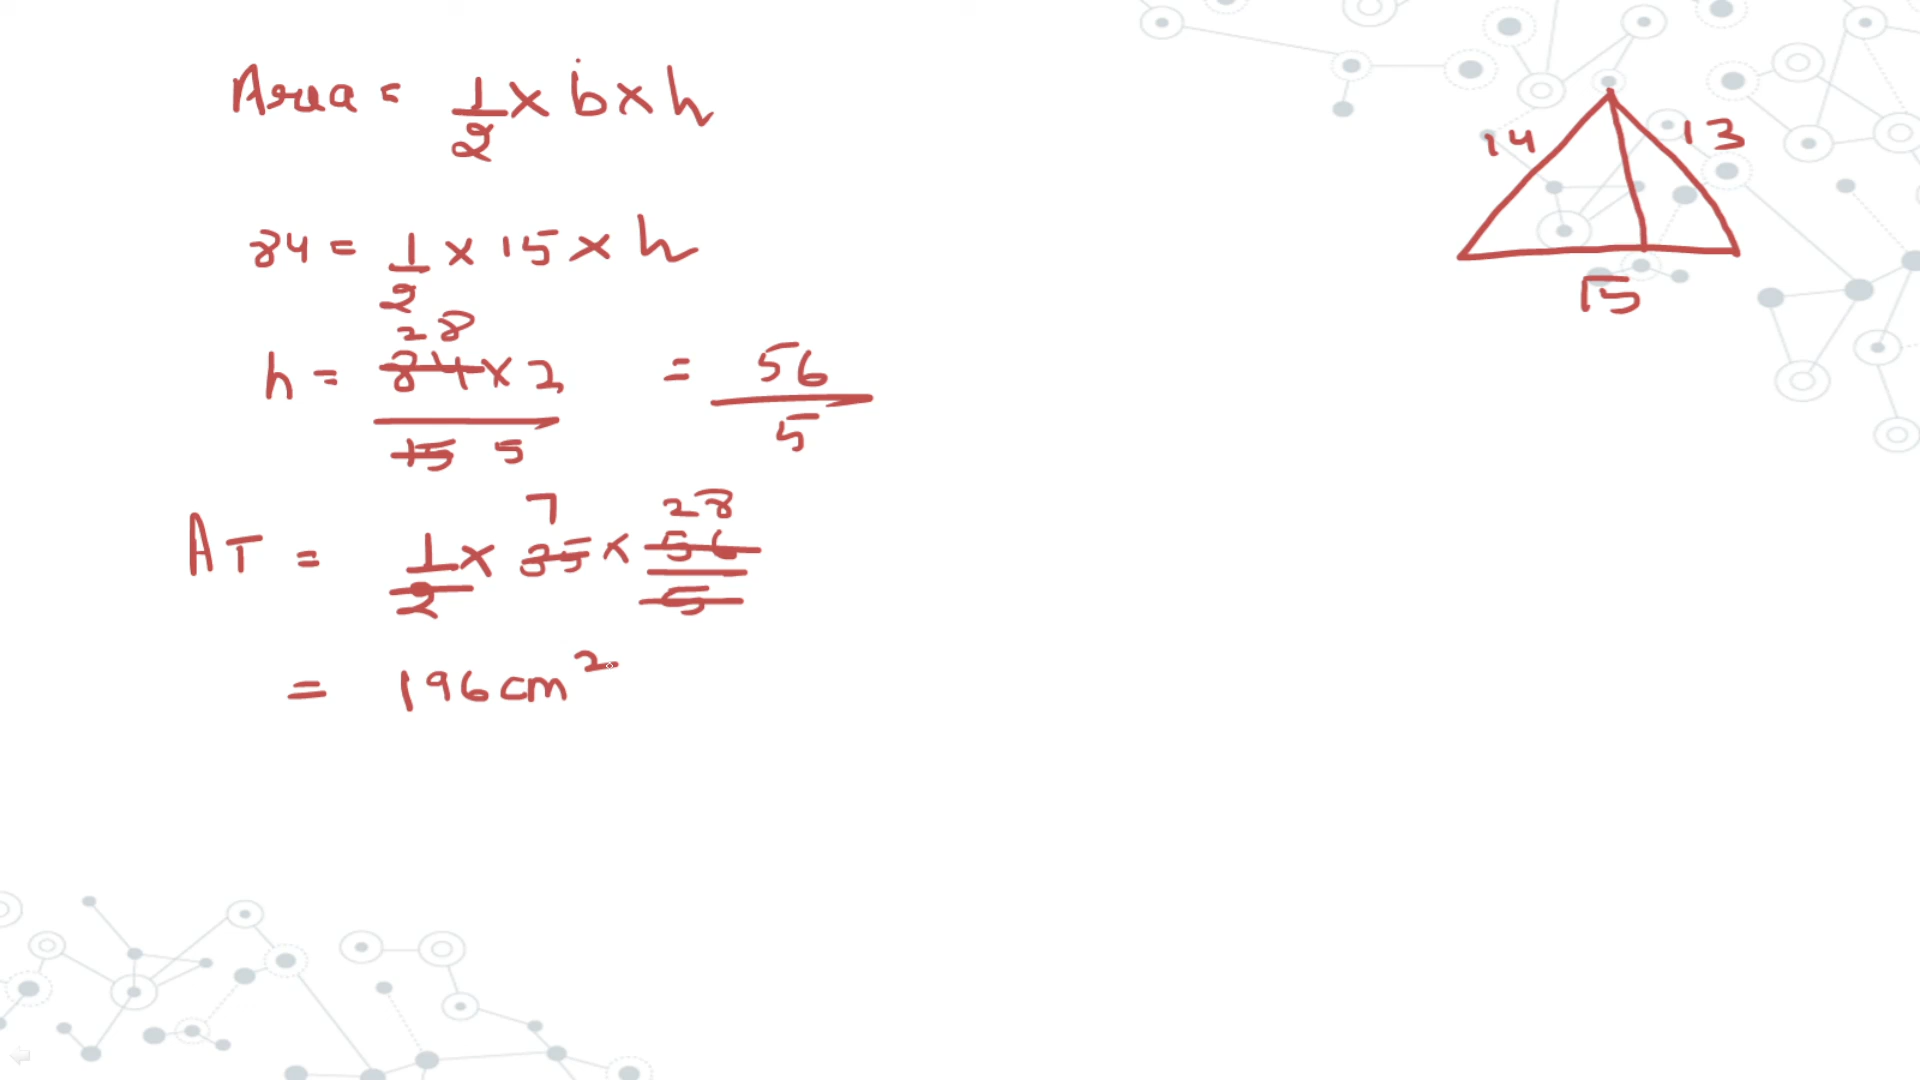 Area = 1/2 × b × h
84 = 1/2 × 15 × h
h = 28 84 × 2 / 15 5 = 56/5
AT = 1/2 × 7 35 × 28 56/5
= 196 cm²
14
13
15